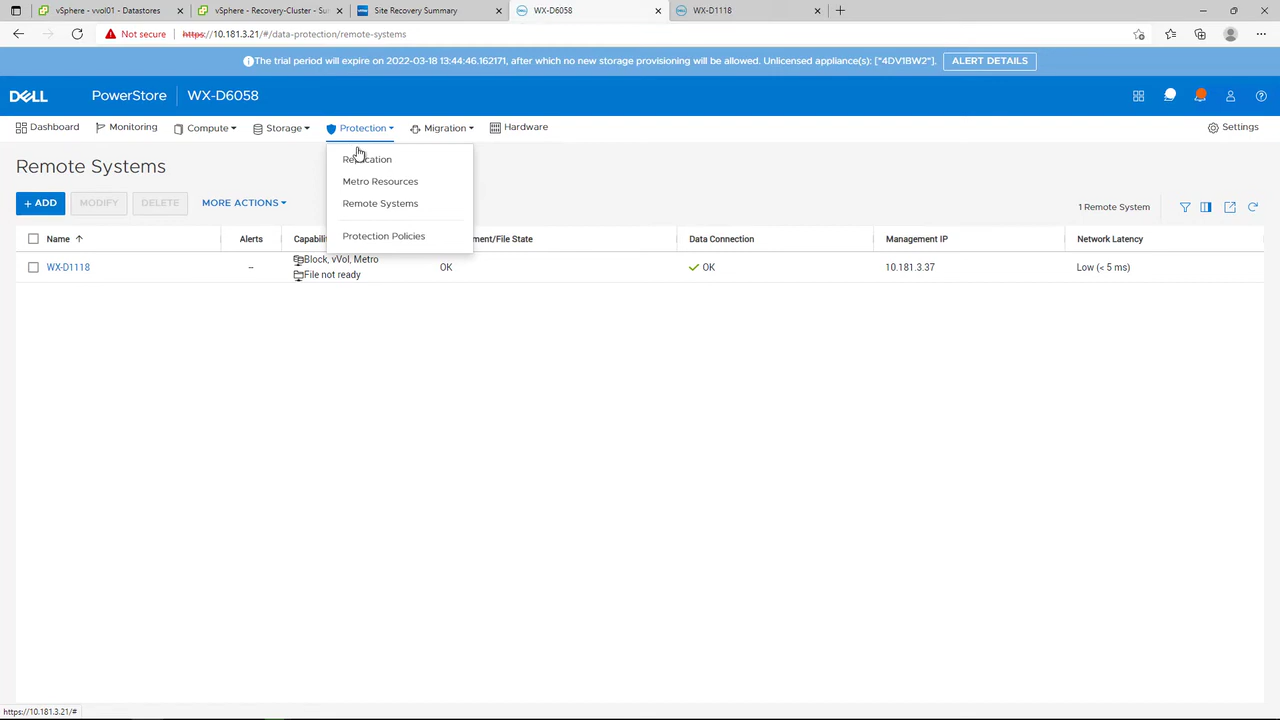 vSphere - vvol01 - Datastores
vSphere - Recovery-Cluster - Su
Site Recovery Summary
WX-D6058
WX-D1118
Not secure
https://10.181.3.21/#/data-protection/remote-systems
The trial period will expire on 2022-03-18 13:44:46.162171, after which no new storage provisioning will be allowed. Unlicensed appliance(s): ["4DV1BW2"].
ALERT DETAILS
DELL
PowerStore
WX-D6058
Dashboard
Monitoring
Compute
Storage
Protection
Migration
Hardware
Settings
Replication
Metro Resources
Remote Systems
Protection Policies
Remote Systems
+ ADD
MODIFY
DELETE
MORE ACTIONS
1 Remote System
Name
Alerts
Capabili
ment/File State
Data Connection
Management IP
Network Latency
WX-D1118
--
Block, vVol, Metro
File not ready
OK
OK
10.181.3.37
Low (< 5 ms)
https://10.181.3.21/#